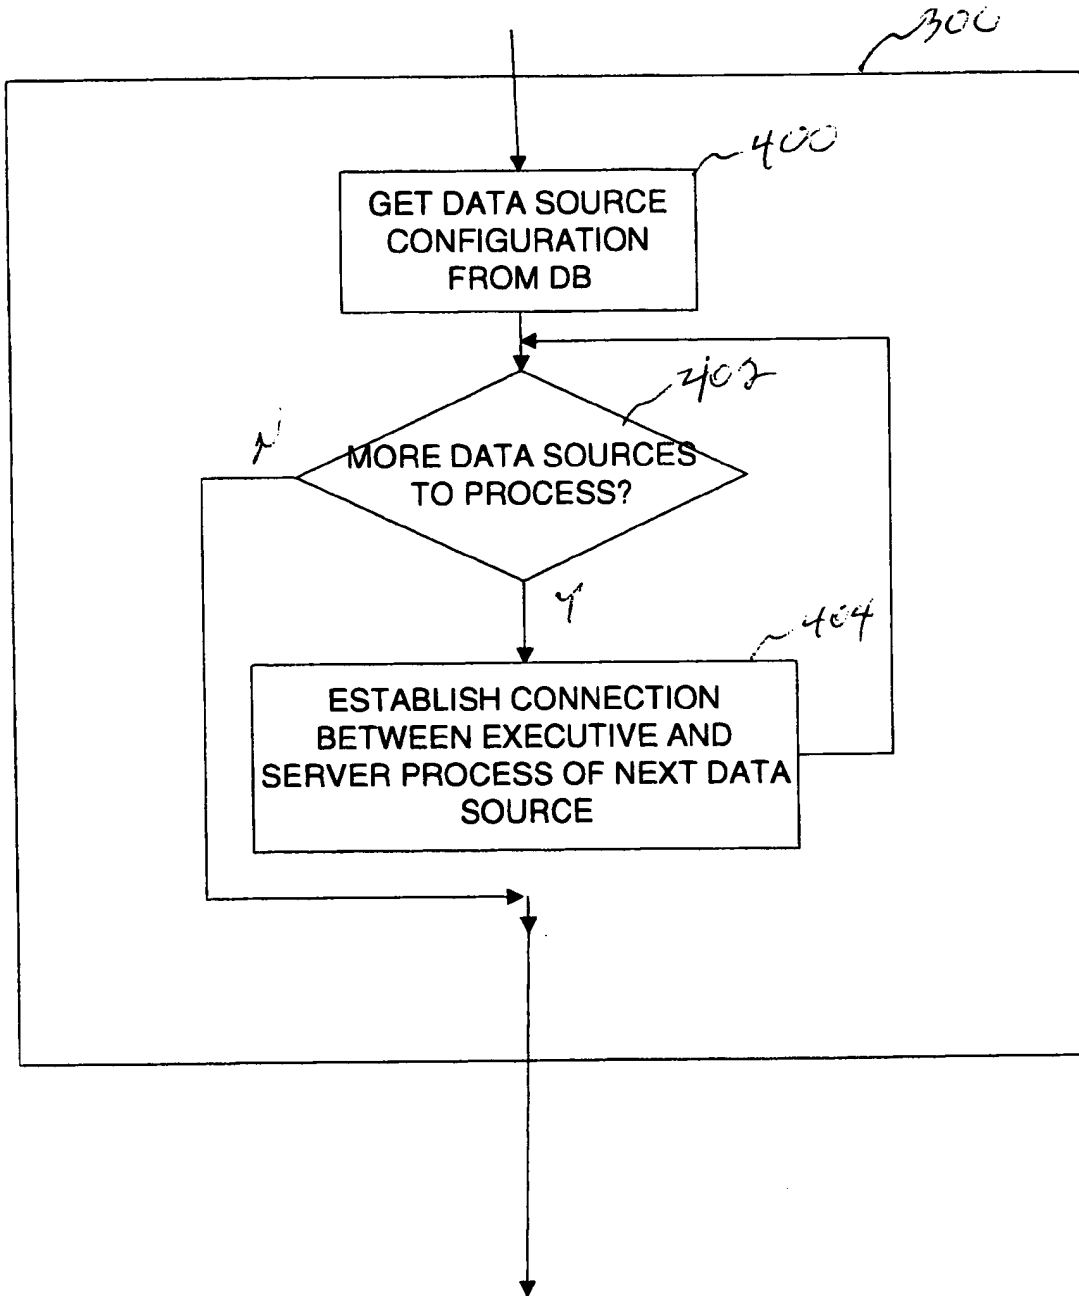 300
400
GET DATA SOURCE
CONFIGURATION
FROM DB
402
N
MORE DATA SOURCES
TO PROCESS?
Y
404
ESTABLISH CONNECTION
BETWEEN EXECUTIVE AND
SERVER PROCESS OF NEXT DATA
SOURCE